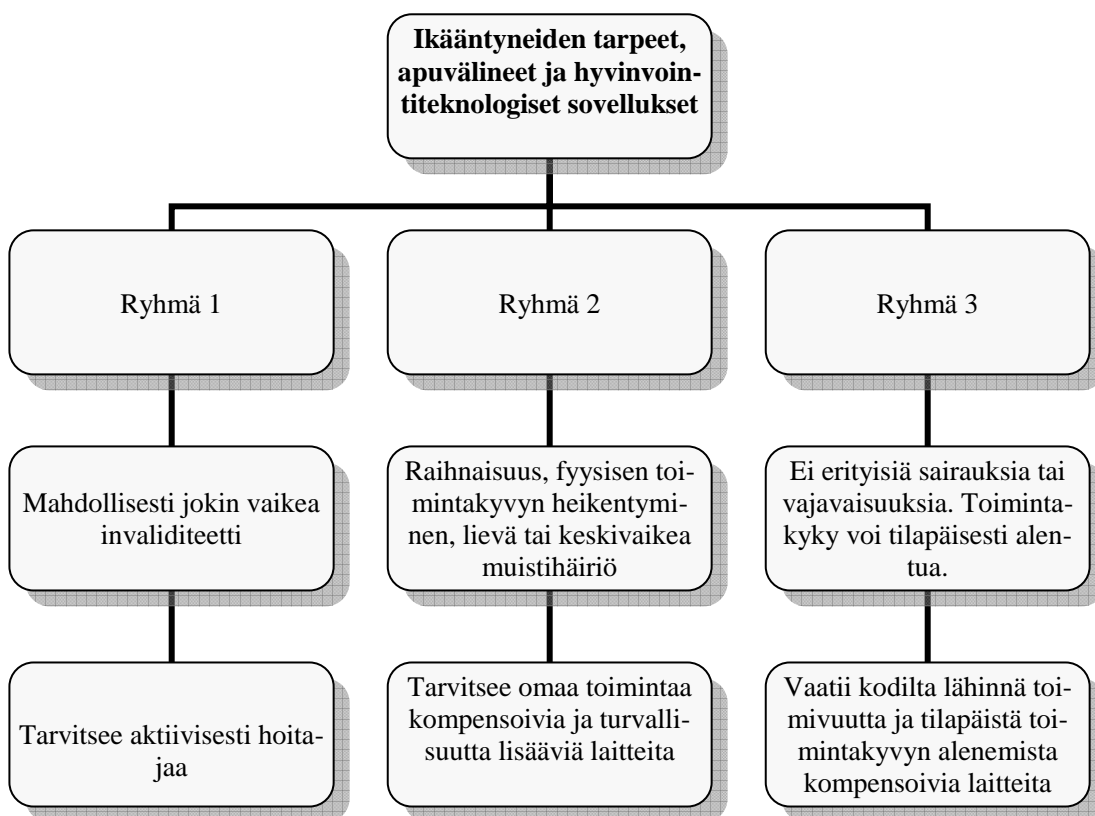 Ikääntyneiden tarpeet,
apuvälineet ja hyvinvoin-
titeknologiset sovellukset
Ryhmä 1
Ryhmä 2
Ryhmä 3
Mahdollisesti jokin vaikea
invaliditeetti
Raihnaisuus, fyysisen toi-
mintakyvyn heikentymi-
nen, lievä tai keskivaikea
muistihäiriö
Ei erityisiä sairauksia tai
vajavaisuuksia. Toiminta-
kyky voi tilapäisesti alen-
tua.
Tarvitsee aktiivisesti hoita-
jaa
Tarvitsee omaa toimintaa
kompensoivia ja turvalli-
suutta lisääviä laitteita
Vaatii kodilta lähinnä toi-
mivuutta ja tilapäistä toi-
mintakyvyn alenemista
kompensoivia laitteita